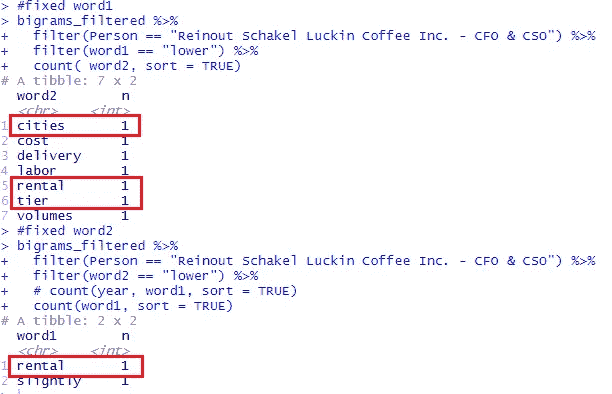 > #fixed word1
> bigrams_filtered %>%
+   filter(Person == "Reinout Schakel Luckin Coffee Inc. - CFO & CSO") %>%
+   filter(word1 == "lower") %>%
+   count( word2, sort = TRUE)
# A tibble: 7 x 2
  word2        n
  <chr>    <int>
1 cities       1
2 cost         1
3 delivery     1
4 labor        1
5 rental       1
6 tier         1
7 volumes      1
> #fixed word2
> bigrams_filtered %>%
+   filter(Person == "Reinout Schakel Luckin Coffee Inc. - CFO & CSO") %>%
+   filter(word2 == "lower") %>%
+   # count(year, word1, sort = TRUE)
+   count(word1, sort = TRUE)
# A tibble: 2 x 2
  word1        n
  <chr>    <int>
1 rental       1
2 slightly     1